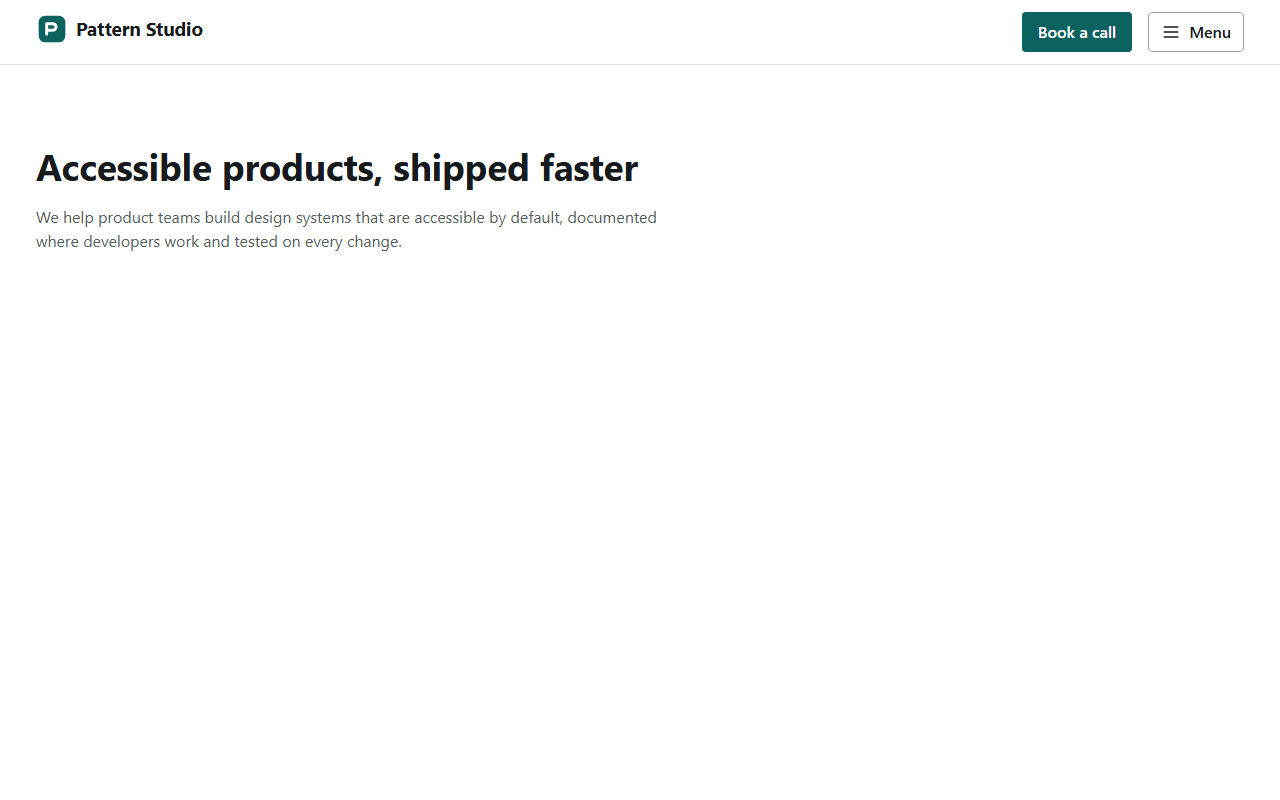 P Pattern Studio
Book a call
Menu
Accessible products, shipped faster
We help product teams build design systems that are accessible by default, documented
where developers work and tested on every change.